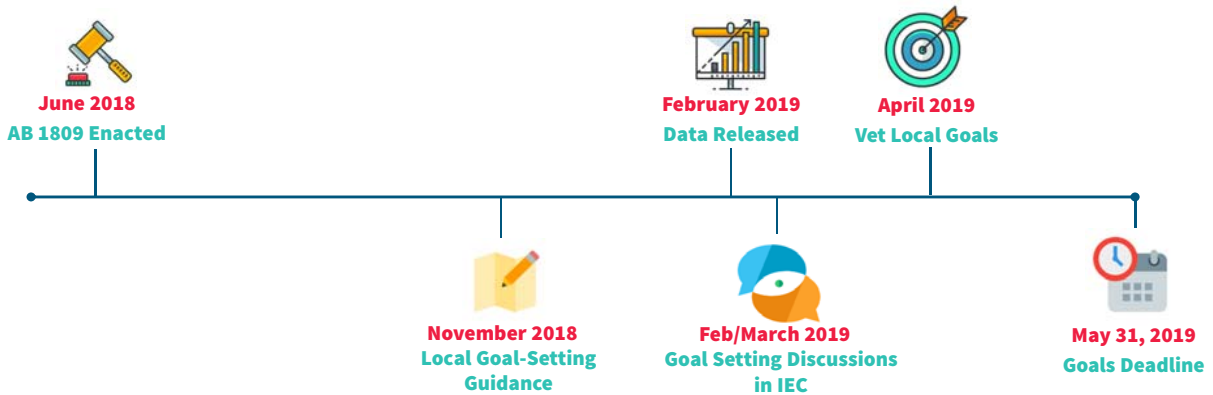 June 2018
AB 1809 Enacted
February 2019
Data Released
April 2019
Vet Local Goals
November 2018
Local Goal-Setting
Guidance
Feb/March 2019
Goal Setting Discussions
in IEC
May 31, 2019
Goals Deadline